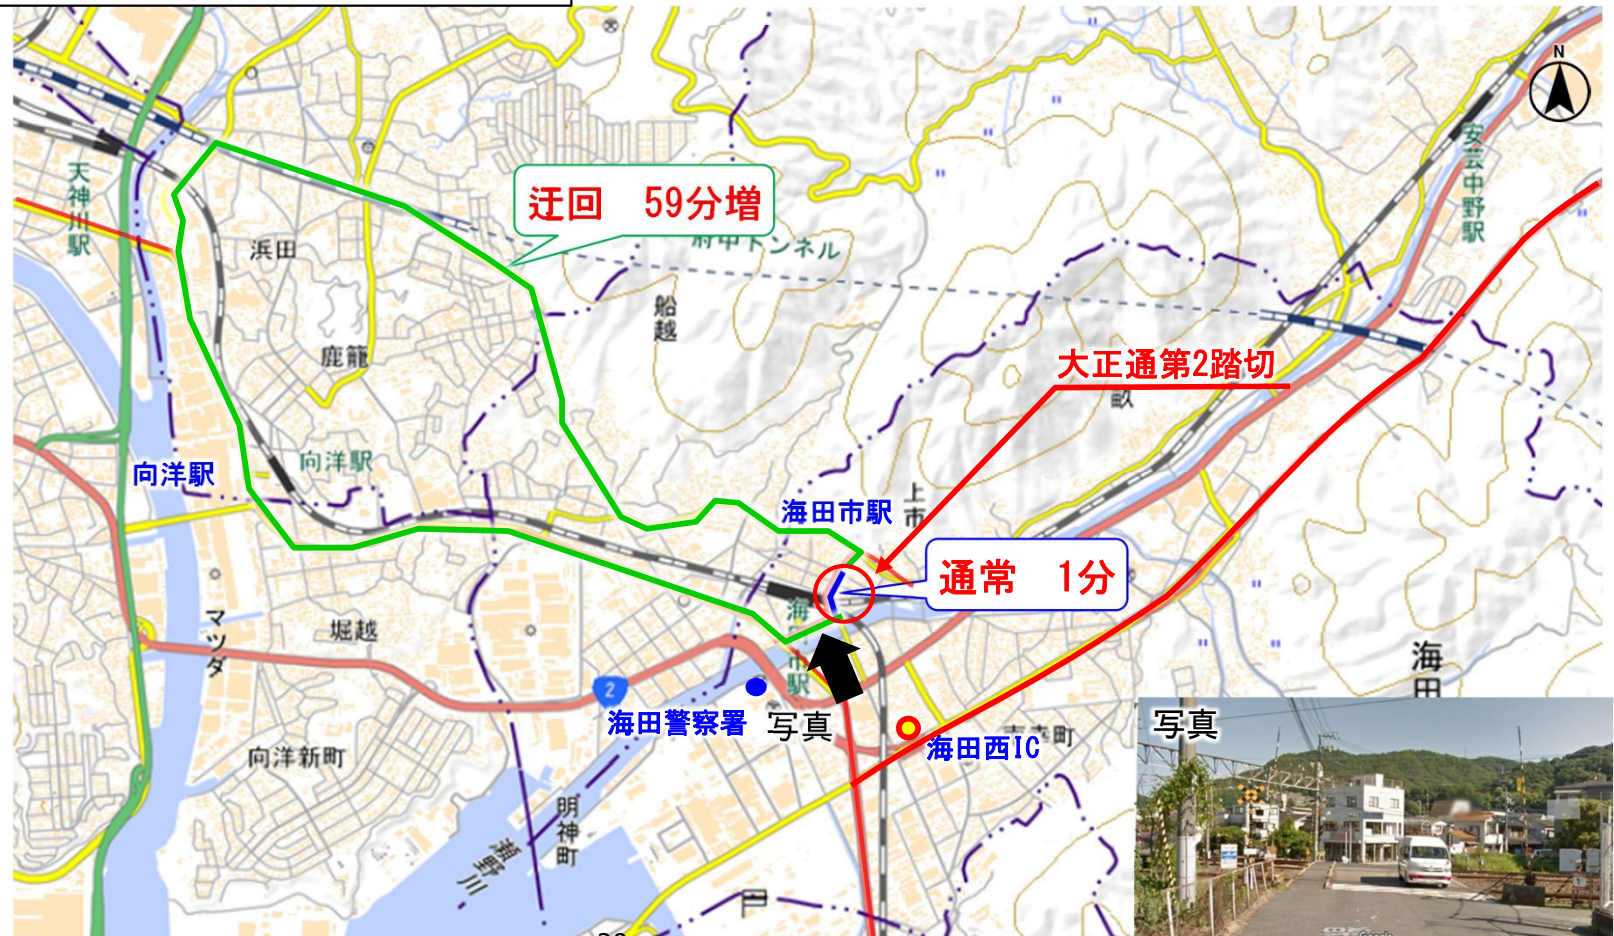 N
安芸中野駅
天神川駅
迂回　59分増
府中トンネル
浜田
船越
鹿籠
大正通第2踏切
畝
向洋駅
向洋駅
海田市駅
上市
通常　1分
マツダ
堀越
2
市駅
海田警察署
写真
海田西IC
海田
向洋新町
明神町
瀬野川
写真